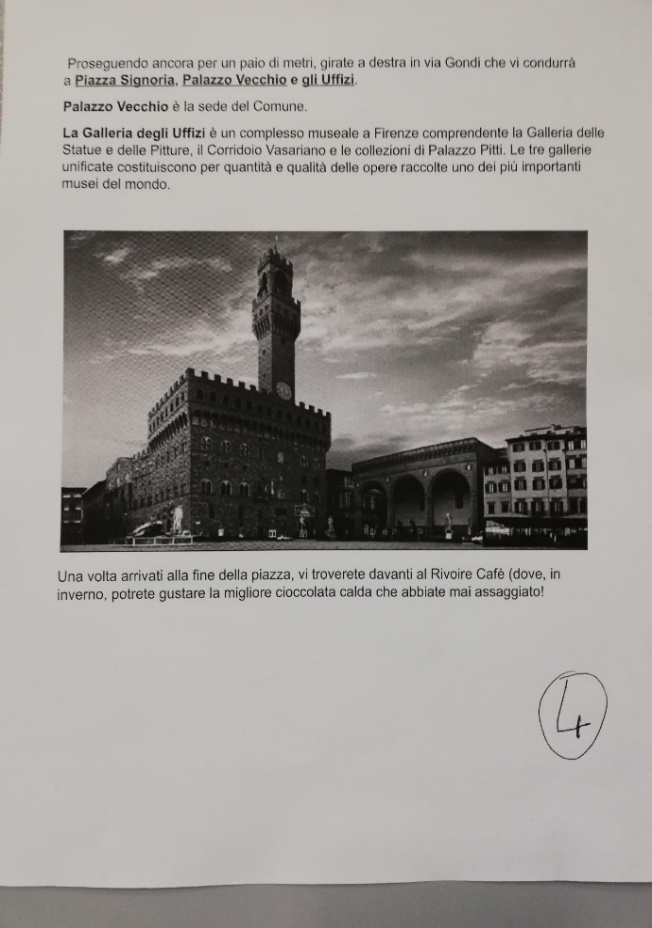 Proseguendo ancora per un paio di metri, girate a destra in via Gondi che vi condurrà
a Piazza Signoria, Palazzo Vecchio e gli Uffizi.
Palazzo Vecchio è la sede del Comune.
La Galleria degli Uffizi è un complesso museale a Firenze comprendente la Galleria delle
Statue e delle Pitture, il Corridoio Vasariano e le collezioni di Palazzo Pitti. Le tre gallerie
unificate costituiscono per quantità e qualità delle opere raccolte uno dei più importanti
musei del mondo.
Una volta arrivati alla fine della piazza, vi troverete davanti al Rivoire Cafè (dove, in
inverno, potrete gustare la migliore cioccolata calda che abbiate mai assaggiato!
4